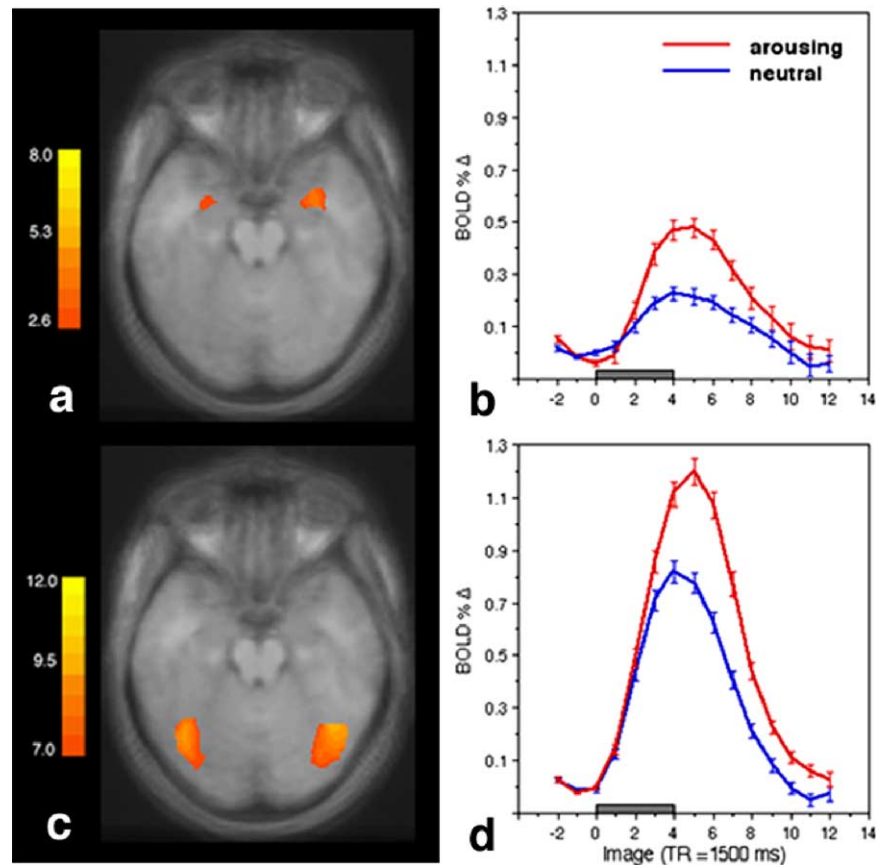 a
8.0
5.3
2.6
b
BOLD % Δ
1.3
1.1
0.9
0.7
0.5
0.3
0.1
arousing
neutral
-2 0 2 4 6 8 10 12 14
c
12.0
9.5
7.0
d
BOLD % Δ
1.3
1.1
0.9
0.7
0.5
0.3
0.1
-2 0 2 4 6 8 10 12 14
Image (TR = 1500 ms)